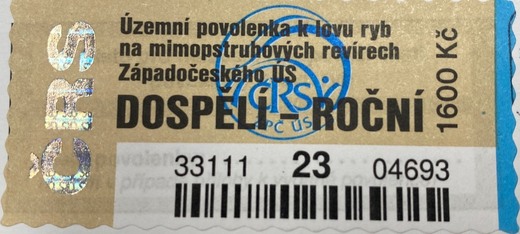 Územní povolenka k lovu ryb
na mimopstruhových revírech
Západočeského ÚS
DOSPĚLÍ – ROČNÍ
1600 Kč
ČRS
ČRS
PČ ÚS
33111 23 04693